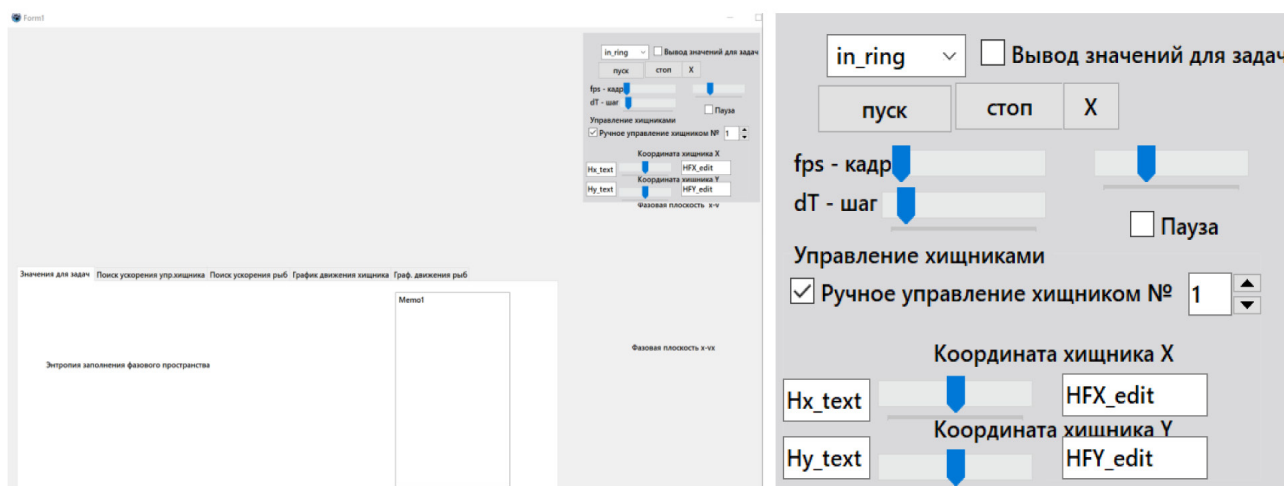 Form1
in_ring Вывод значений для задач
пуск стоп X
fps - кадр
dT - шаг
Пауза
Управление хищниками
Ручное управление хищником № 1
Координата хищника X
Hx_text HFX_edit
Координата хищника Y
Hy_text HFY_edit
Фазовая плоскость x-v
Значения для задач Поиск ускорения упр.хищника Поиск ускорения рыб График движения хищника Граф. движения рыб
Memo1
Фазовая плоскость x-vx
Энтропия заполнения фазового пространства
in_ring Вывод значений для задач
пуск стоп X
fps - кадр
dT - шаг
Пауза
Управление хищниками
Ручное управление хищником № 1
Координата хищника X
Hx_text HFX_edit
Координата хищника Y
Hy_text HFY_edit